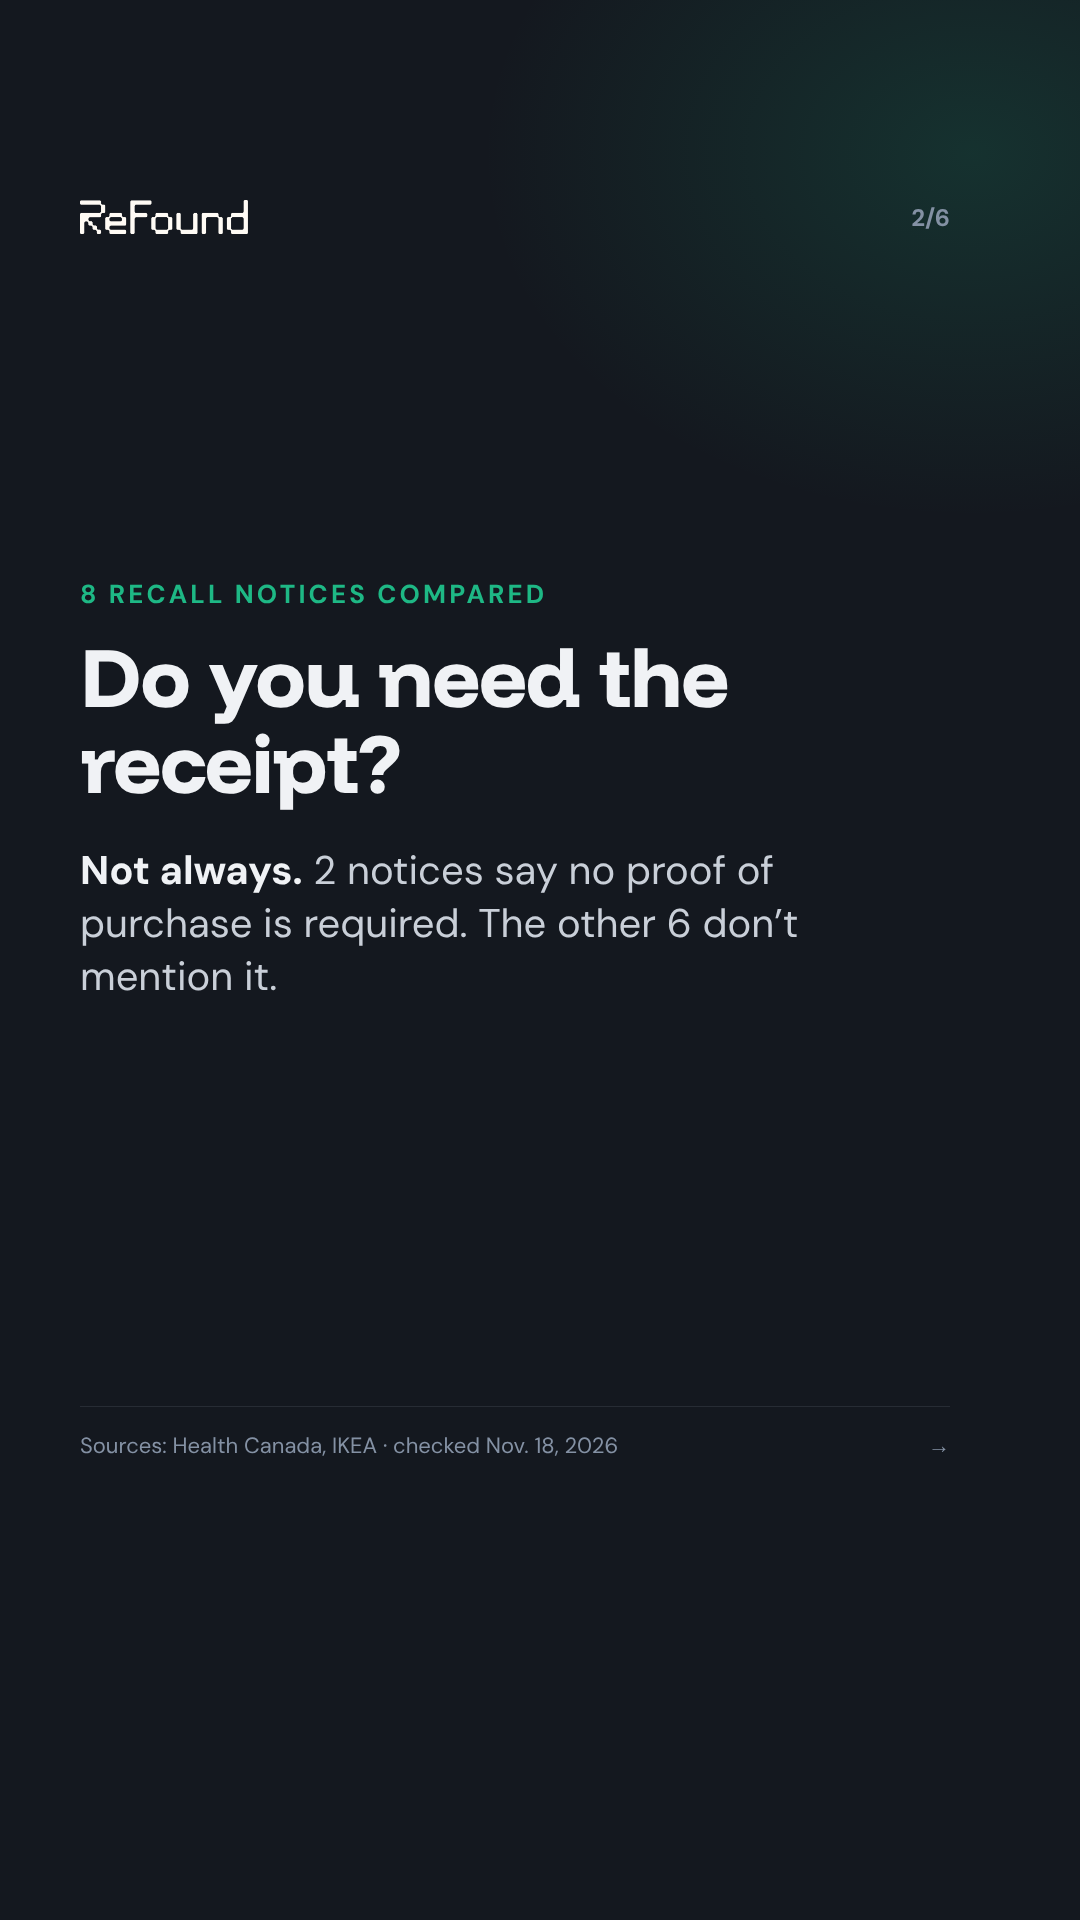 ReFound
2/6
8 RECALL NOTICES COMPARED
Do you need the
receipt?
Not always. 2 notices say no proof of
purchase is required. The other 6 don’t
mention it.
Sources: Health Canada, IKEA · checked Nov. 18, 2026 →